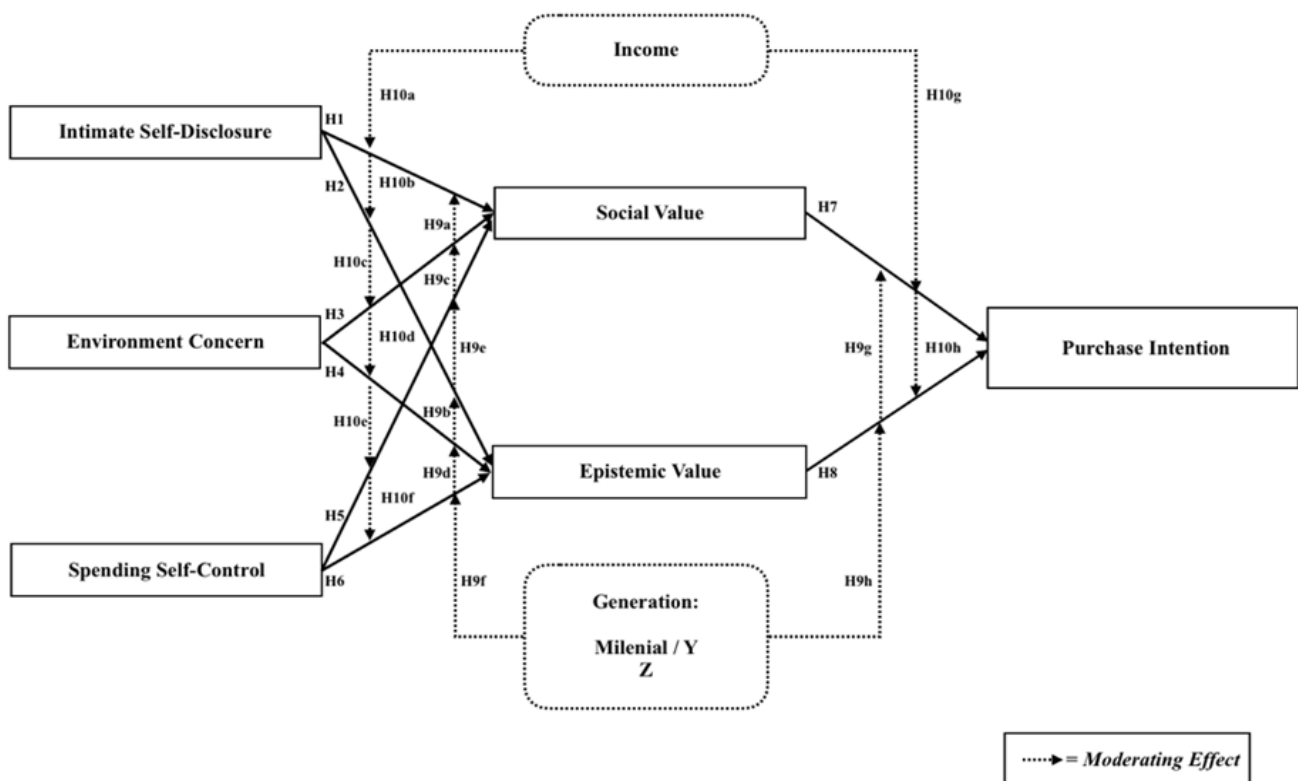 Income
H10a
H10g
H1
Intimate Self-Disclosure
H2
H10b
Social Value
H7
H9a
H10c
H9c
H3
Environment Concern
H10d
H9e
H9g
H10h
Purchase Intention
H4
H10e
H9b
Epistemic Value
H8
H9d
H10f
H5
Spending Self-Control
H6
H9f
H9h
Generation:
Milenial / Y
Z
= Moderating Effect